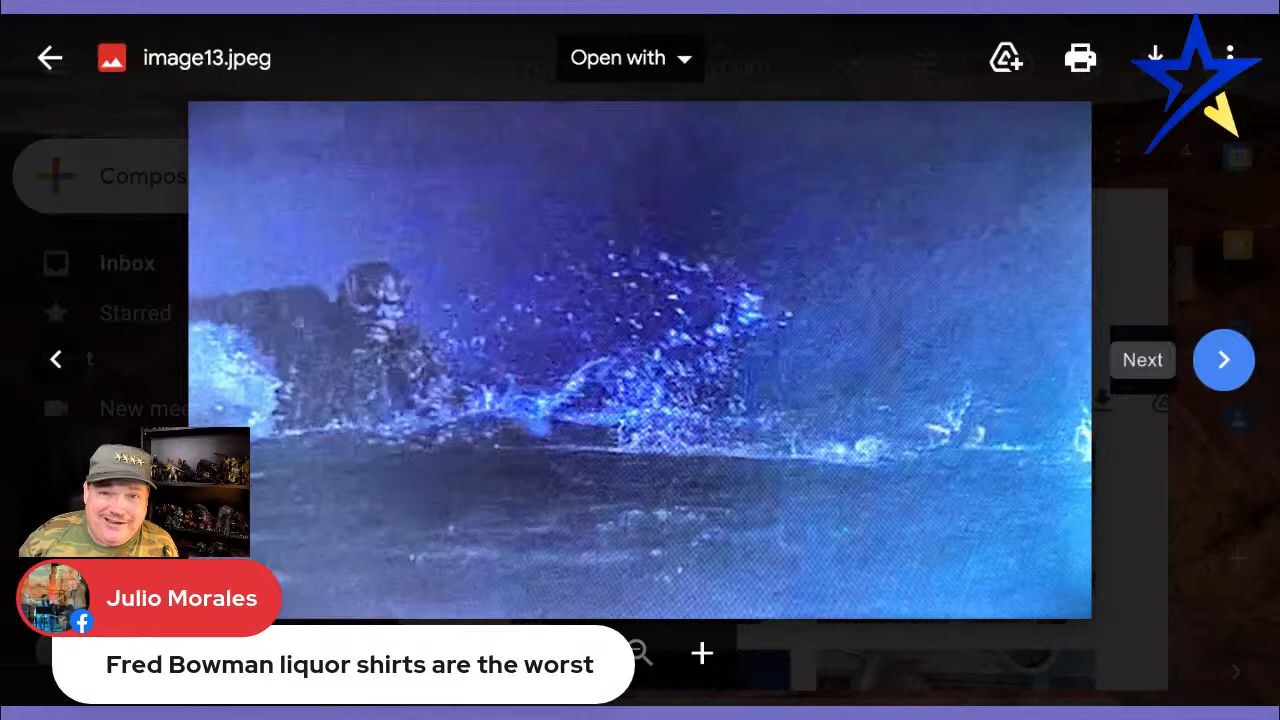 image13.jpeg
Open with
Compos
4
Inbox
Starred
t
Next
New mee
Julio Morales
Fred Bowman liquor shirts are the worst